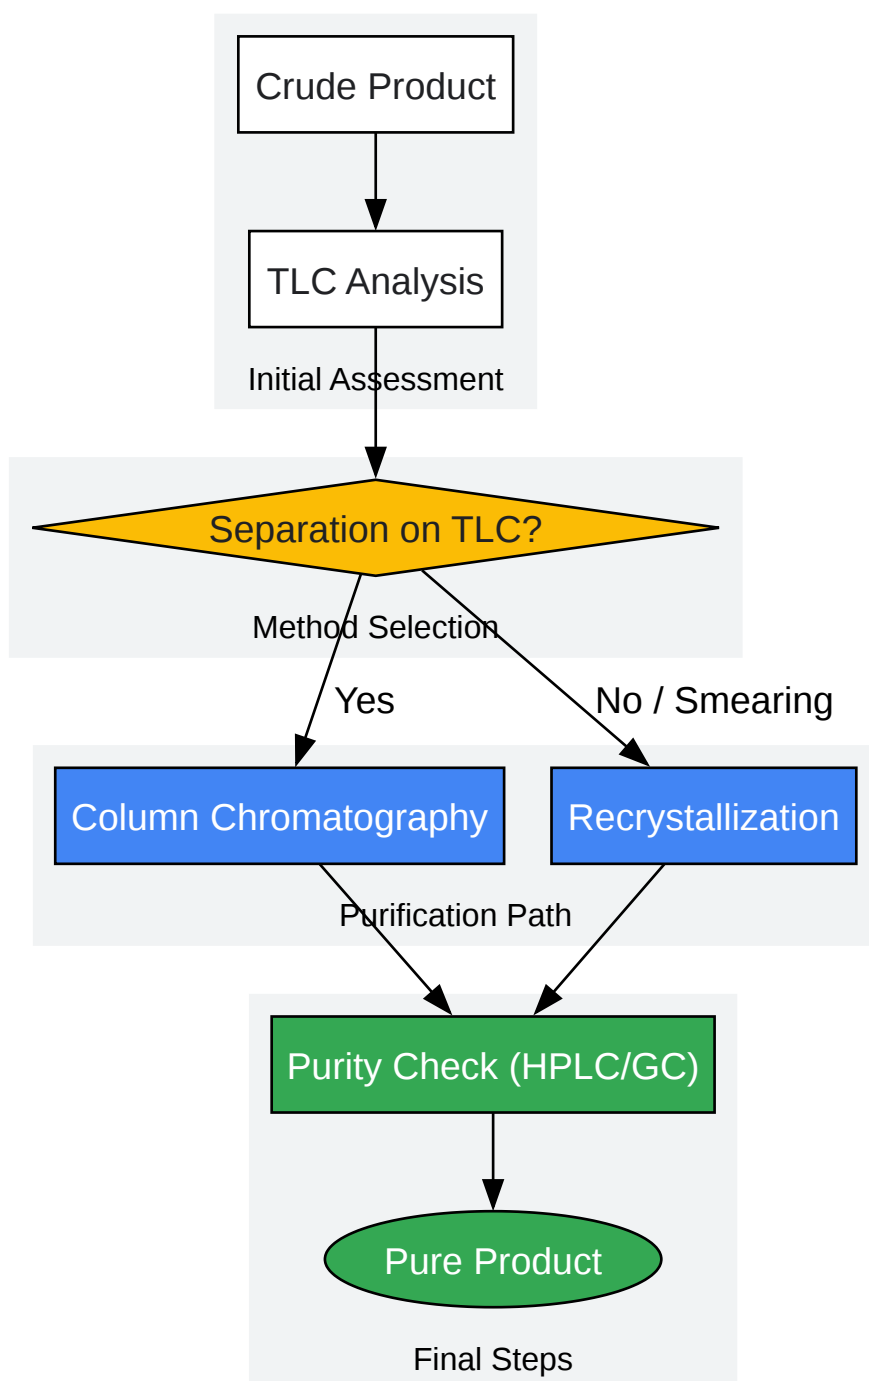 Crude Product
TLC Analysis
Initial Assessment
Separation on TLC?
Method Selection
Yes
No / Smearing
Column Chromatography
Recrystallization
Purification Path
Purity Check (HPLC/GC)
Pure Product
Final Steps